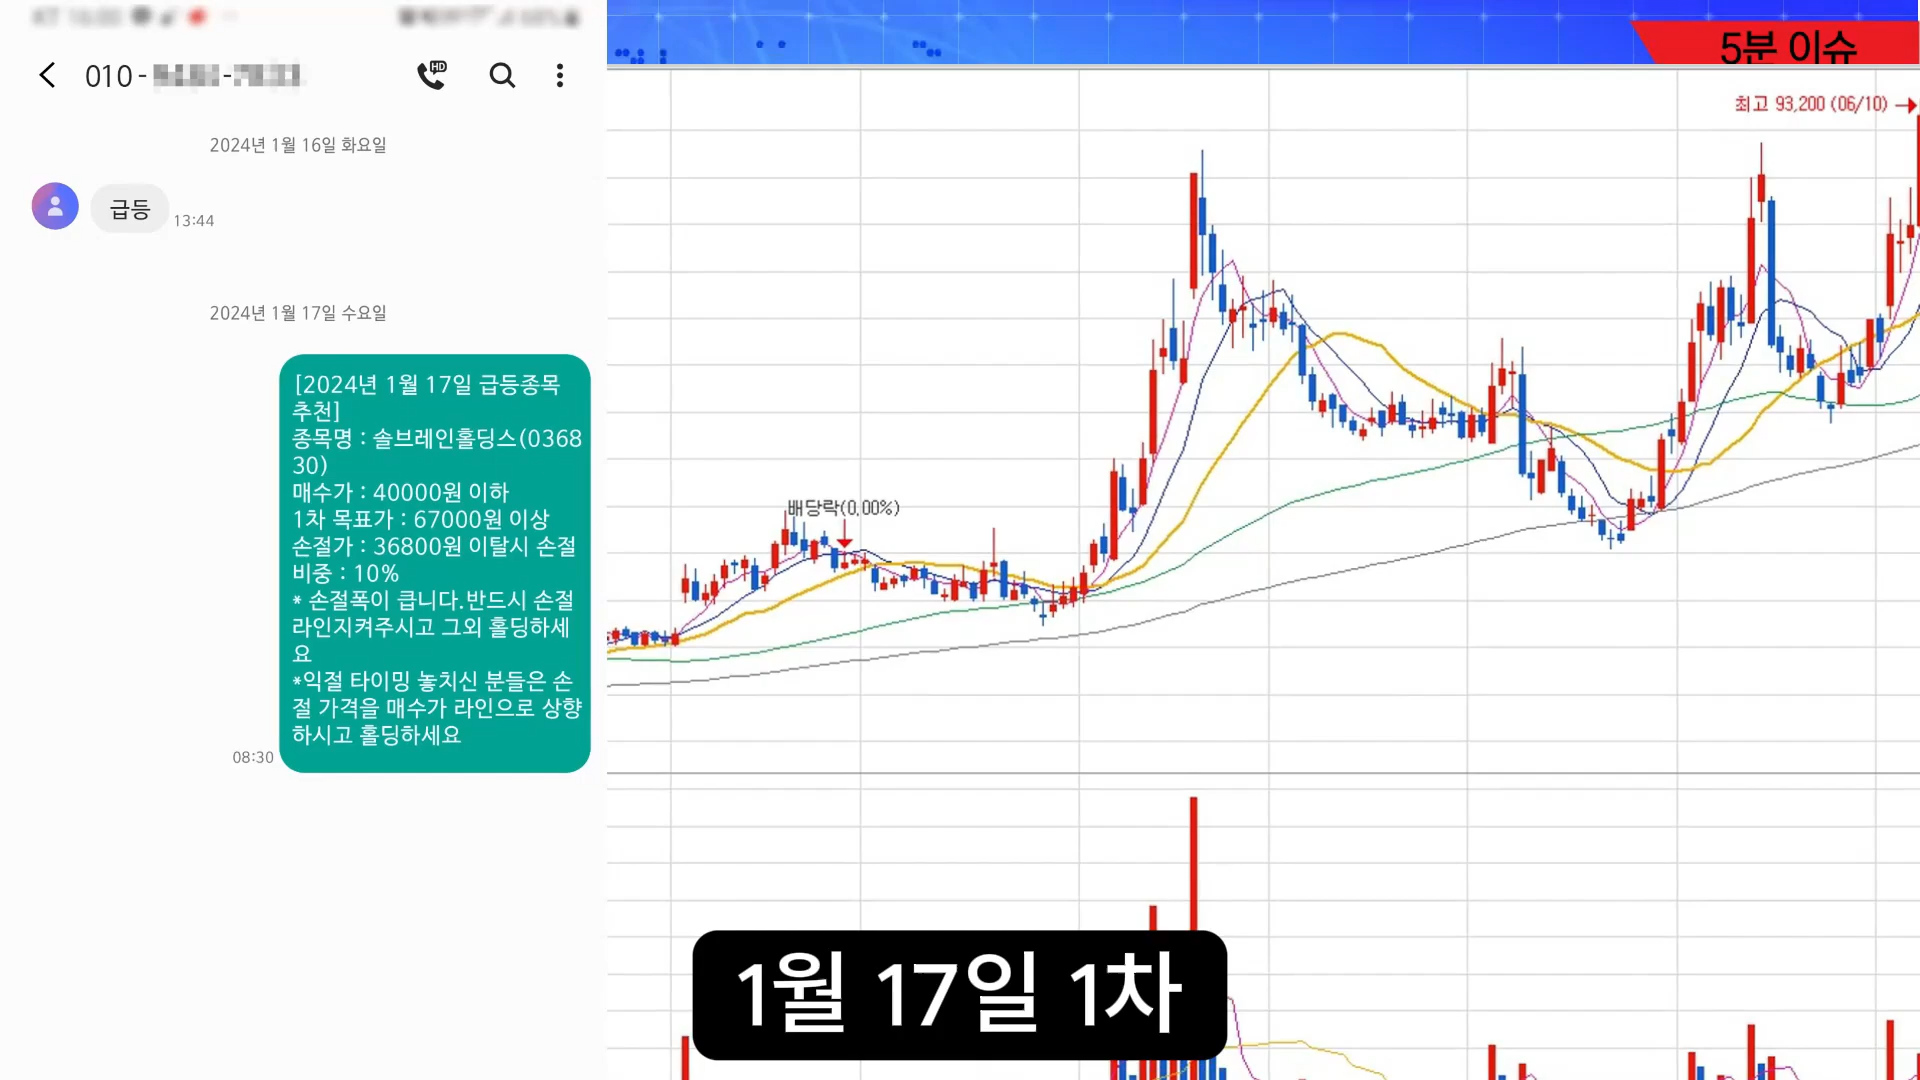 010-
2024년 1월 16일 화요일
급등
13:44
2024년 1월 17일 수요일
[2024년 1월 17일 급등종목
추천]
종목명 : 솔브레인홀딩스(0368
30)
매수가 : 40000원 이하
1차 목표가 : 67000원 이상
손절가 : 36800원 이탈시 손절
비중 : 10%
* 손절폭이 큽니다.반드시 손절
라인지켜주시고 그외 홀딩하세
요
*익절 타이밍 놓치신 분들은 손
절 가격을 매수가 라인으로 상향
하시고 홀딩하세요
08:30
5분 이슈
최고 93,200 (06/10)
배당락(0,00%)
1월 17일 1차